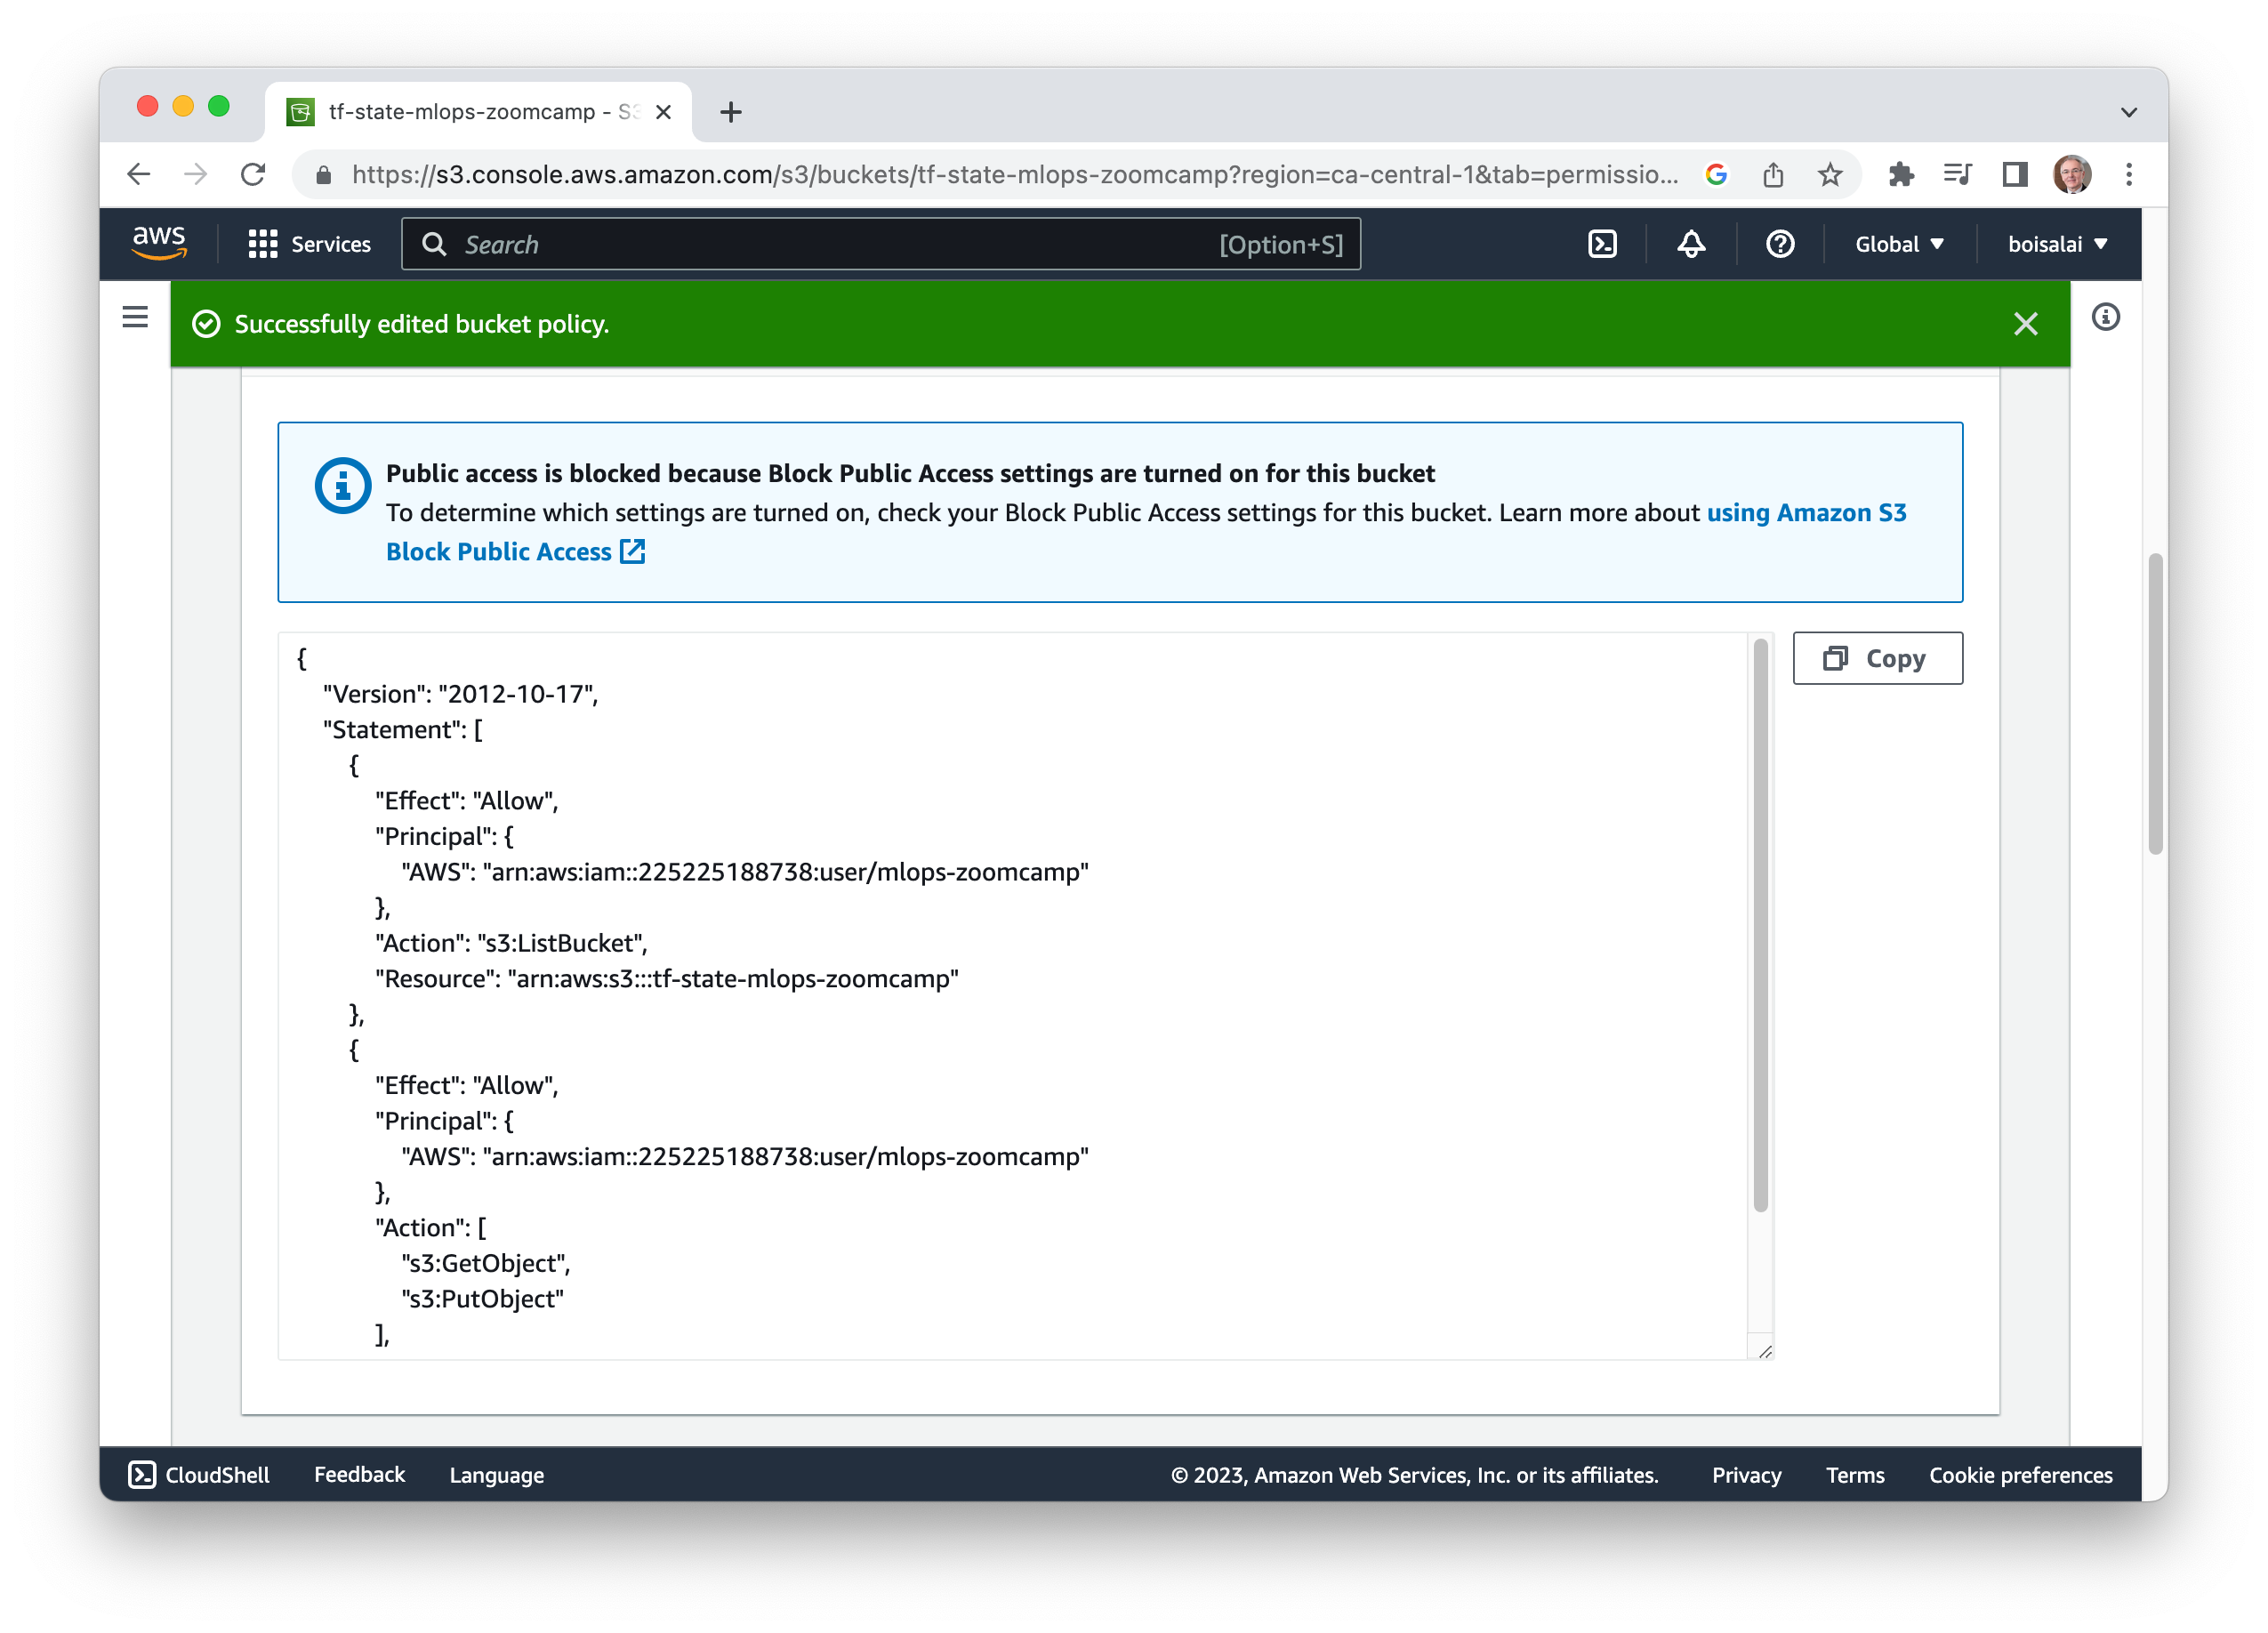 tf-state-mlops-zoomcamp - S3
https://s3.console.aws.amazon.com/s3/buckets/tf-state-mlops-zoomcamp?region=ca-central-1&tab=permissio...
aws Services Search [Option+S] Global boisalai
Successfully edited bucket policy.
Public access is blocked because Block Public Access settings are turned on for this bucket
To determine which settings are turned on, check your Block Public Access settings for this bucket. Learn more about using Amazon S3
Block Public Access
Copy
{
"Version": "2012-10-17",
"Statement": [
{
"Effect": "Allow",
"Principal": {
"AWS": "arn:aws:iam::225225188738:user/mlops-zoomcamp"
},
"Action": "s3:ListBucket",
"Resource": "arn:aws:s3:::tf-state-mlops-zoomcamp"
},
{
"Effect": "Allow",
"Principal": {
"AWS": "arn:aws:iam::225225188738:user/mlops-zoomcamp"
},
"Action": [
"s3:GetObject",
"s3:PutObject"
],
CloudShell Feedback Language © 2023, Amazon Web Services, Inc. or its affiliates. Privacy Terms Cookie preferences